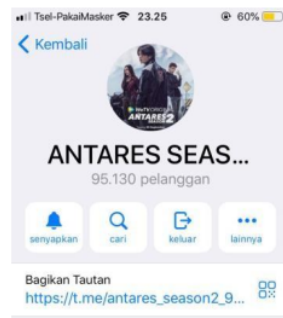 Tsel-PakaiMasker 23.25 60%
Kembali
ANTARES
ANTARES SEAS...
95.130 pelanggan
senyapkan cari keluar lainnya
Bagikan Tautan
https://t.me/antares_season2_9...